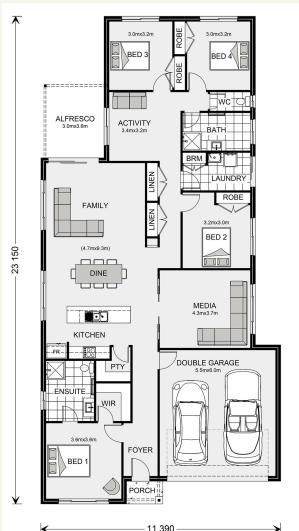 3.0mx3.2m
BED 3
ROBE
ROBE
3.0mx3.2m
BED 4
ALFRESCO
3.0mx3.6m
ACTIVITY
3.4mx3.2m
WC
BATH
BRM
LAUNDRY
LINEN
LINEN
FAMILY
ROBE
3.2mx3.0m
BED 2
(4.7mx9.3m)
DINE
MEDIA
4.3mx3.7m
KITCHEN
FR
PTY
DOUBLE GARAGE
5.5mx6.0m
ENSUITE
WIR
3.6mx3.6m
BED 1
FOYER
PORCH
23 150
11 390